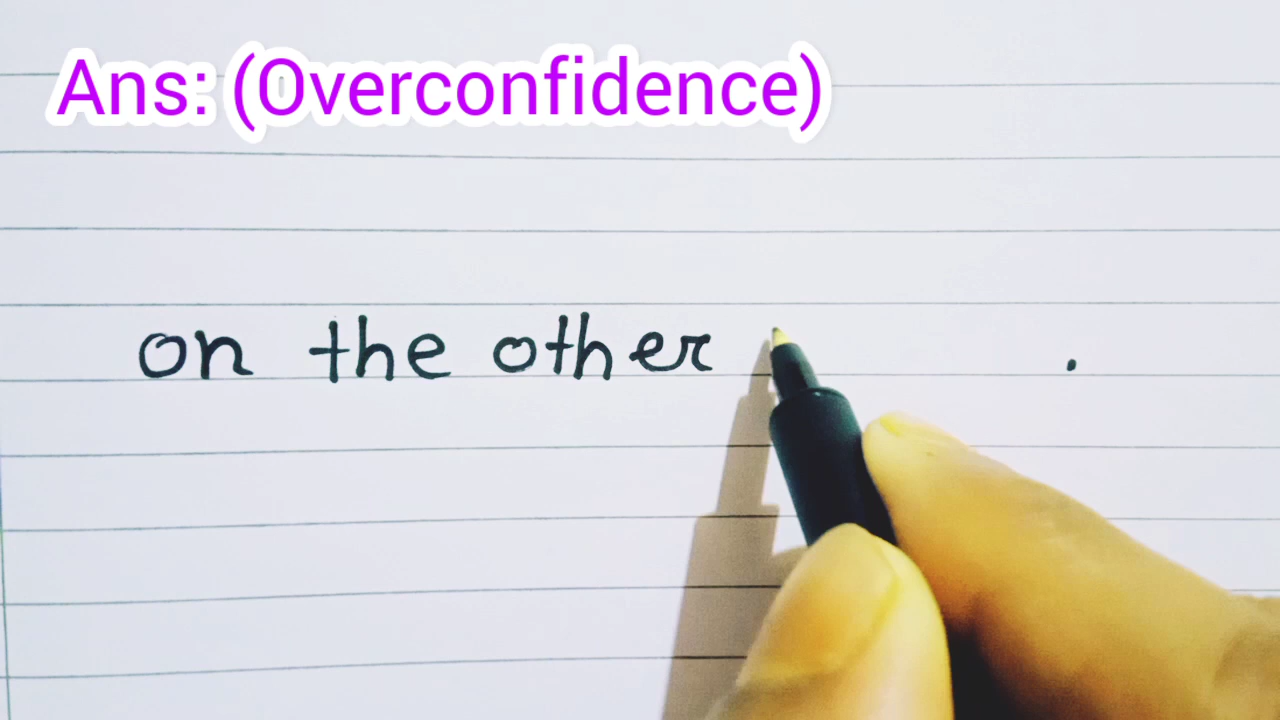 Ans: (Overconfidence)
on the other .